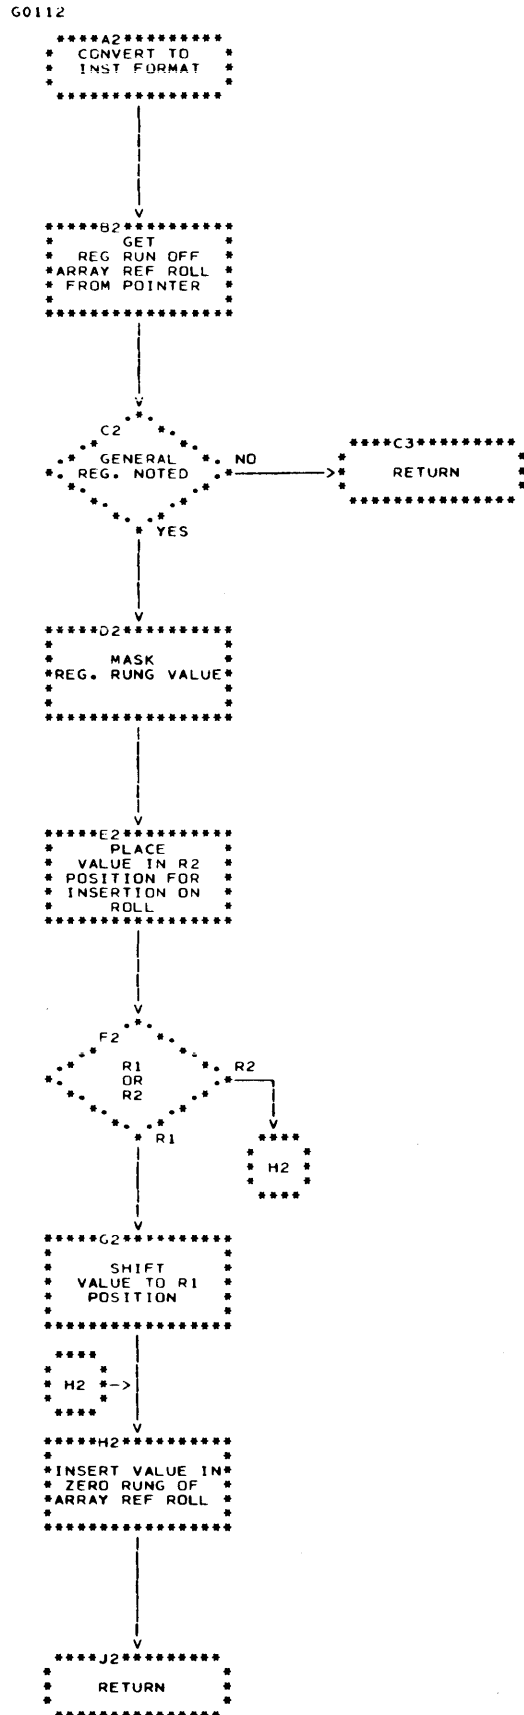 G0112
A2
CONVERT TO
INST FORMAT
B2
GET
REG RUN OFF
ARRAY REF ROLL
FROM POINTER
C2
GENERAL
REG. NOTED
NO
C3
RETURN
YES
D2
MASK
REG. RUNG VALUE
E2
PLACE
VALUE IN R2
POSITION FOR
INSERTION ON
ROLL
F2
R1
OR
R2
R2
H2
R1
G2
SHIFT
VALUE TO R1
POSITION
H2
H2
INSERT VALUE IN
ZERO RUNG OF
ARRAY REF ROLL
J2
RETURN